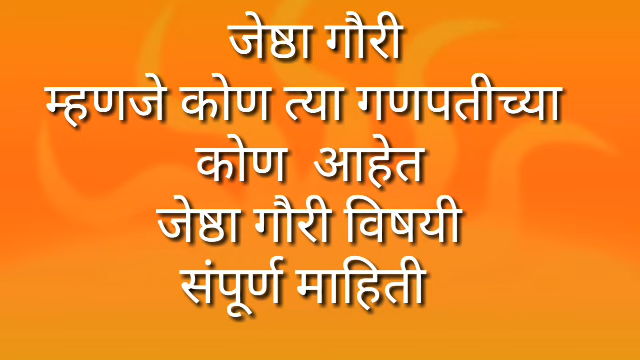 जेष्ठा गौरी
म्हणजे कोण त्या गणपतीच्या
कोण आहेत
जेष्ठा गौरी विषयी
संपूर्ण माहिती